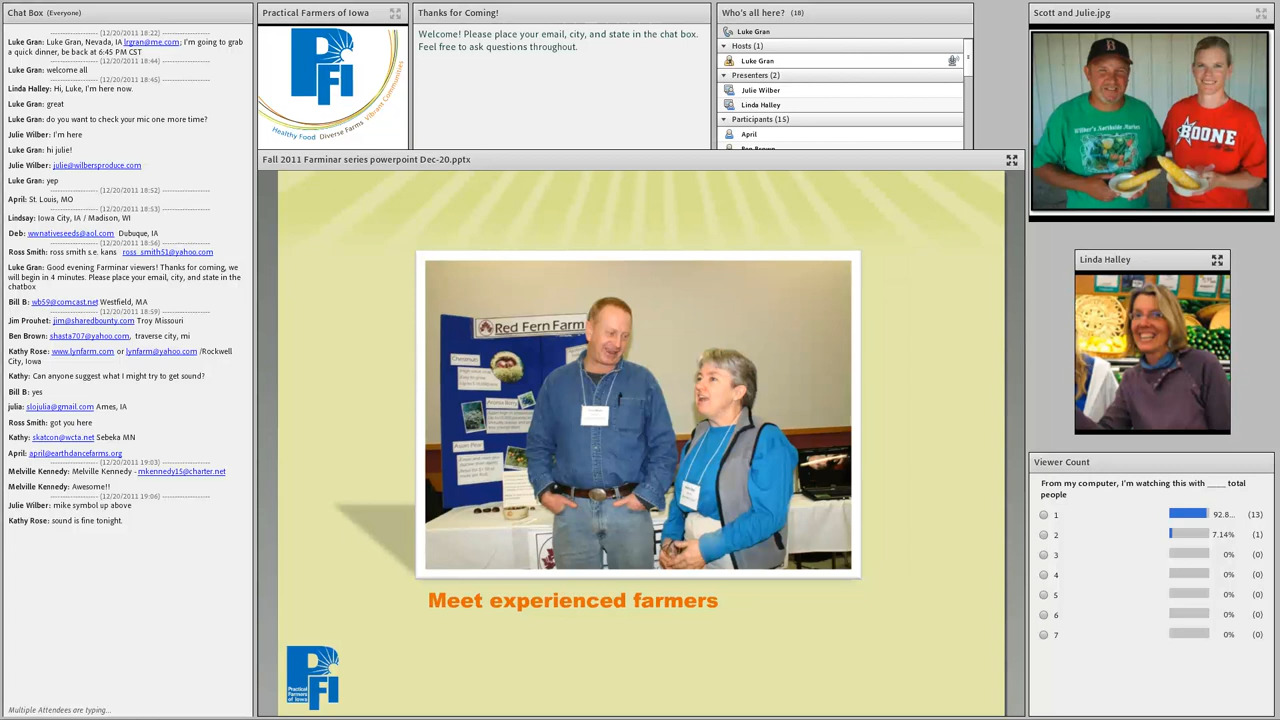 Chat Box (Everyone)
------------------- (12/20/2011 18:22) -------------------
Luke Gran: Luke Gran, Nevada, IA lrgran@me.com; I'm going to grab
a quick dinner, be back at 6:45 PM CST
------------------- (12/20/2011 18:44) -------------------
Luke Gran: welcome all
------------------- (12/20/2011 18:45) -------------------
Linda Halley: Hi, Luke, I'm here now.
Luke Gran: great
Luke Gran: do you want to check your mic one more time?
Julie Wilber: I'm here
Luke Gran: hi julie!
Julie Wilber: julie@wilbersproduce.com
Luke Gran: yep
------------------- (12/20/2011 18:52) -------------------
April: St. Louis, MO
------------------- (12/20/2011 18:53) -------------------
Lindsay: Iowa City, IA / Madison, WI
Deb: wwnativeseeds@aol.com Dubuque, IA
------------------- (12/20/2011 18:56) -------------------
Ross Smith: ross smith s.e. kans ross_smith51@yahoo.com
Luke Gran: Good evening Farminar viewers! Thanks for coming, we
will begin in 4 minutes. Please place your email, city, and state in the
chatbox
Bill B: wb59@comcast.net Westfield, MA
------------------- (12/20/2011 18:59) -------------------
Jim Prouhet: jim@sharedbounty.com Troy Missouri
Ben Brown: shasta707@yahoo.com, traverse city, mi
Kathy Rose: www.lynfarm.com or lynfarm@yahoo.com /Rockwell
City, Iowa
Kathy: Can anyone suggest what I might try to get sound?
Bill B: yes
julia: slojulia@gmail.com Ames, IA
Ross Smith: got you here
Kathy: skatcon@wcta.net Sebeka MN
April: april@earthdancefarms.org
------------------- (12/20/2011 19:03) -------------------
Melville Kennedy: Melville Kennedy - mkennedy15@charter.net
Melville Kennedy: Awesome!!
------------------- (12/20/2011 19:06) -------------------
Julie Wilber: mike symbol up above
Kathy Rose: sound is fine tonight.
Multiple Attendees are typing...
Practical Farmers of Iowa
PFI
Healthy Food Diverse Farms Vibrant Communities
Thanks for Coming!
Welcome! Please place your email, city, and state in the chat box.
Feel free to ask questions throughout.
Who's all here? (18)
Luke Gran
Hosts (1)
Luke Gran
Presenters (2)
Julie Wilber
Linda Halley
Participants (15)
April
Ben Brown
Fall 2011 Farminar series powerpoint Dec-20.pptx
Red Fern Farm
Chestnuts
Asian Pear
Meet experienced farmers
PFI
Practical
Farmers
of Iowa
Scott and Julie.jpg
B
Wilber's Northside Market
BOONE
Linda Halley
Viewer Count
From my computer, I'm watching this with ____ total
people
1 92.8... (13)
2 7.14% (1)
3 0% (0)
4 0% (0)
5 0% (0)
6 0% (0)
7 0% (0)